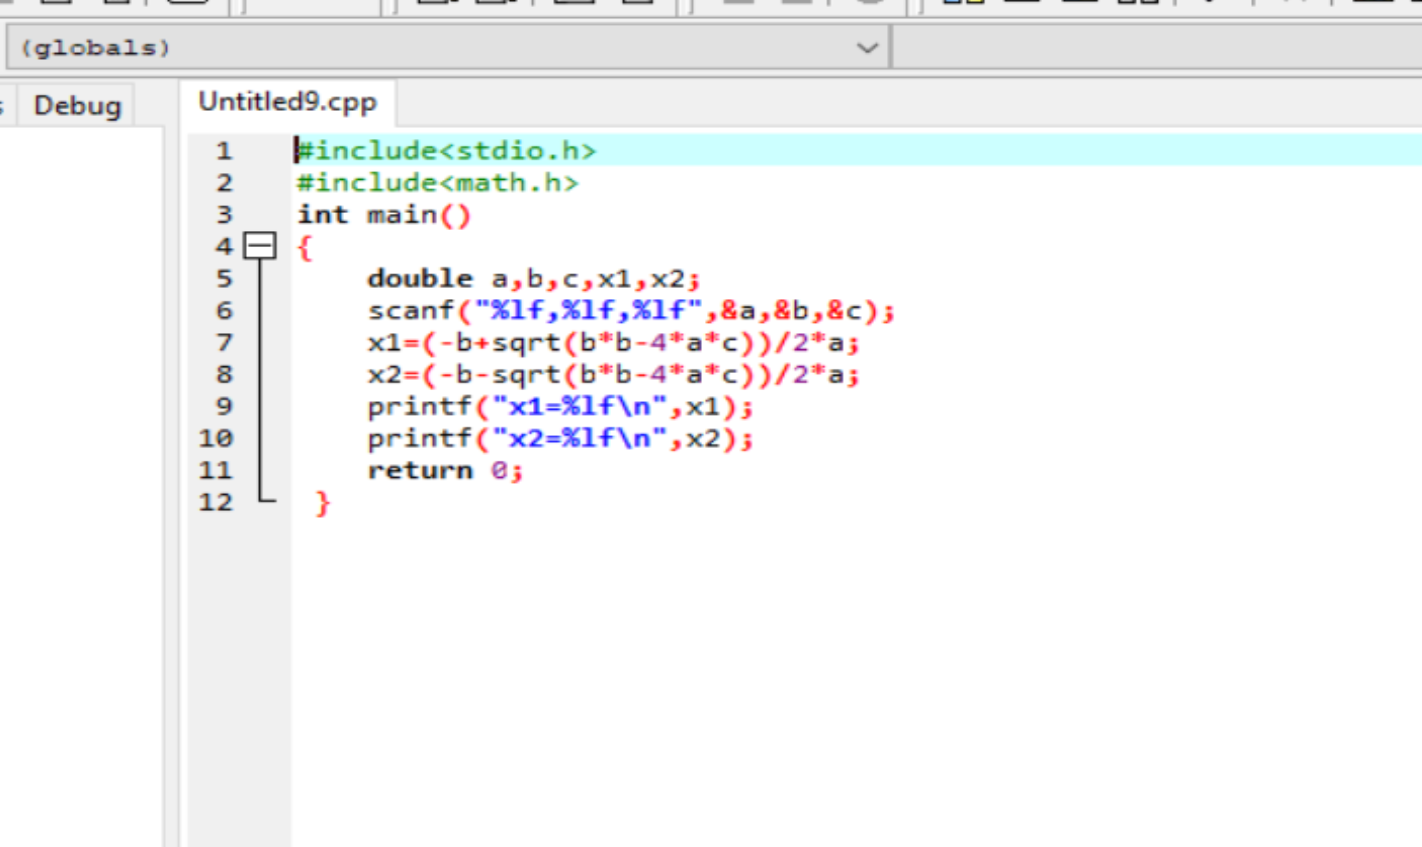 (globals)
Debug
Untitled9.cpp
1 #include<stdio.h>
2 #include<math.h>
3 int main()
4 {
5 double a,b,c,x1,x2;
6 scanf("%lf,%lf,%lf",&a,&b,&c);
7 x1=(-b+sqrt(b*b-4*a*c))/2*a;
8 x2=(-b-sqrt(b*b-4*a*c))/2*a;
9 printf("x1=%lf\n",x1);
10 printf("x2=%lf\n",x2);
11 return 0;
12 }